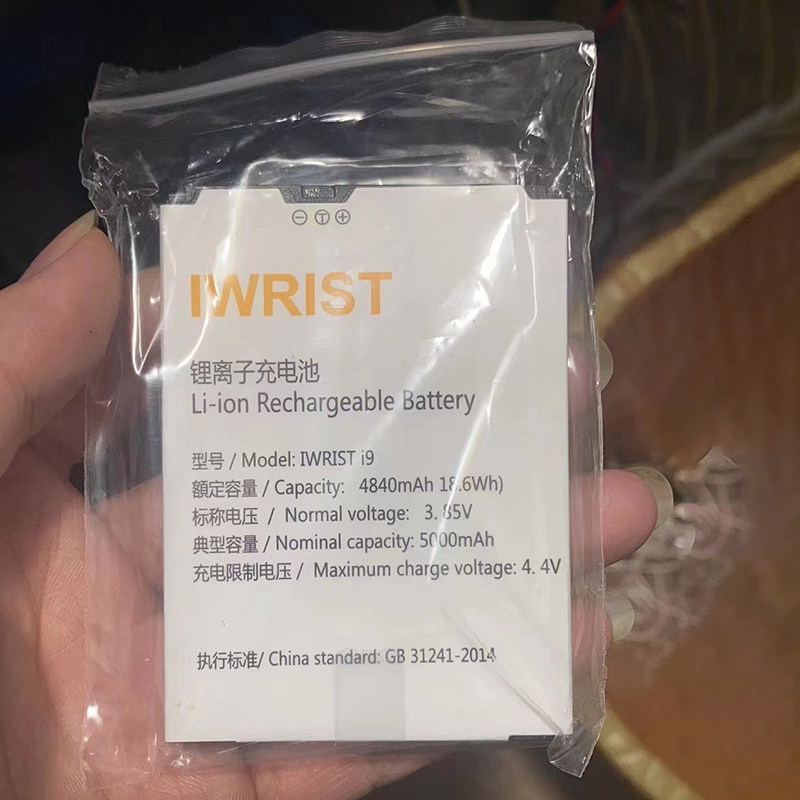 ⊖ Ⓣ ⊕
IWRIST
锂离子充电池
Li-ion Rechargeable Battery
型号 / Model: IWRIST i9
額定容量 / Capacity: 4840mAh 18.6Wh)
标称电压 / Normal voltage: 3.85V
典型容量 / Nominal capacity: 5000mAh
充电限制电压 / Maximum charge voltage: 4.4V
执行标准/ China standard: GB 31241-2014